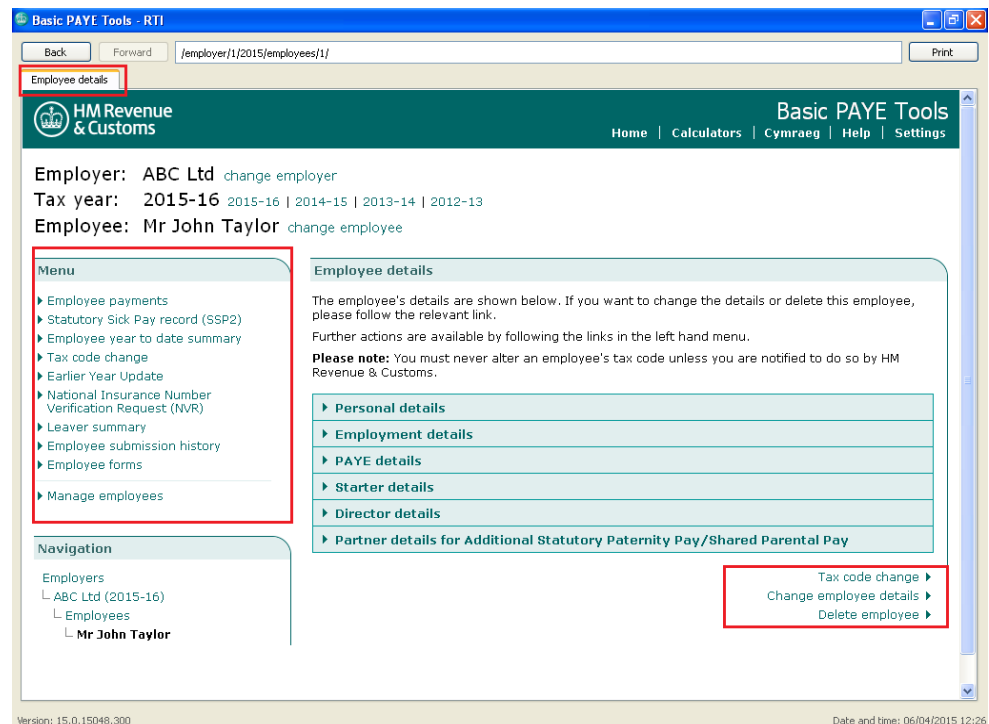 Basic PAYE Tools - RTI
Back Forward /employer/1/2015/employees/1/ Print
Employee details
HM Revenue
& Customs
Basic PAYE Tools
Home | Calculators | Cymraeg | Help | Settings
Employer: ABC Ltd change employer
Tax year: 2015-16 2015-16 | 2014-15 | 2013-14 | 2012-13
Employee: Mr John Taylor change employee
Menu
Employee payments
Statutory Sick Pay record (SSP2)
Employee year to date summary
Tax code change
Earlier Year Update
National Insurance Number
Verification Request (NVR)
Leaver summary
Employee submission history
Employee forms
Manage employees
Navigation
Employers
ABC Ltd (2015-16)
Employees
Mr John Taylor
Employee details
The employee's details are shown below. If you want to change the details or delete this employee,
please follow the relevant link.
Further actions are available by following the links in the left hand menu.
Please note: You must never alter an employee's tax code unless you are notified to do so by HM
Revenue & Customs.
Personal details
Employment details
PAYE details
Starter details
Director details
Partner details for Additional Statutory Paternity Pay/Shared Parental Pay
Tax code change
Change employee details
Delete employee
Version: 15.0.15048.300
Date and time: 06/04/2015 12:26